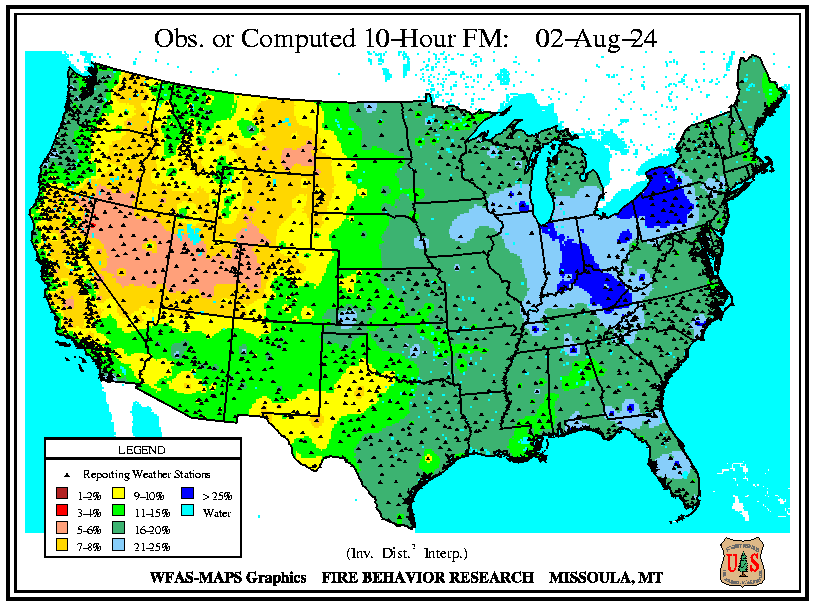 Obs. or Computed 10-Hour FM: 02-Aug-24
LEGEND
Reporting Weather Stations
1-2% 9-10% > 25%
3-4% 11-15% Water
5-6% 16-20%
7-8% 21-25%
(Inv. Dist.² Interp.)
WFAS-MAPS Graphics FIRE BEHAVIOR RESEARCH MISSOULA, MT
U S